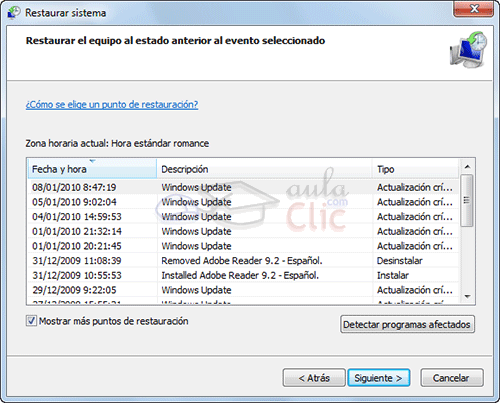 Restaurar sistema
Restaurar el equipo al estado anterior al evento seleccionado
¿Cómo se elige un punto de restauración?
Zona horaria actual: Hora estándar romance
Fecha y hora Descripción Tipo
08/01/2010 8:47:19 Windows Update Actualización crí...
05/01/2010 9:02:04 Windows Update Actualización crí...
04/01/2010 14:59:53 Windows Update Actualización crí...
01/01/2010 21:32:14 Windows Update Actualización crí...
01/01/2010 20:21:45 Windows Update Actualización crí...
31/12/2009 11:08:39 Removed Adobe Reader 9.2 - Español. Desinstalar
31/12/2009 10:55:53 Installed Adobe Reader 9.2 - Español. Instalar
29/12/2009 9:22:05 Windows Update Actualización crí...
aula
.com
Clic
Mostrar más puntos de restauración
Detectar programas afectados
< Atrás
Siguiente >
Cancelar